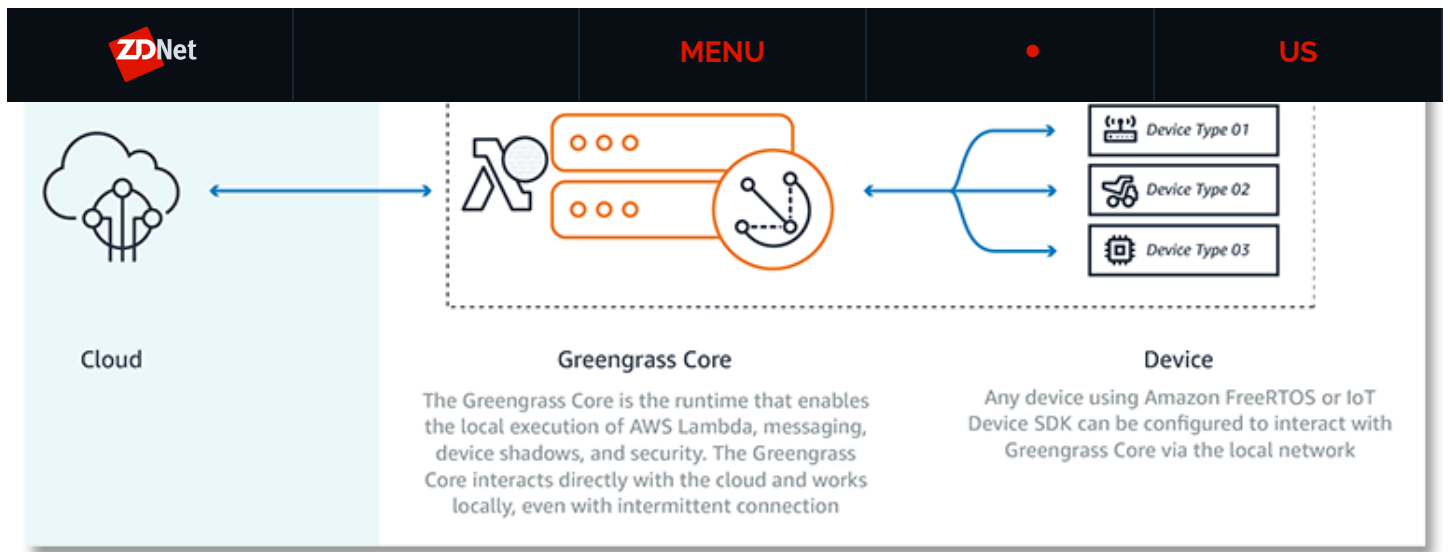 ZDNet
MENU
US
Device Type 01
Device Type 02
Device Type 03
Cloud
Greengrass Core
The Greengrass Core is the runtime that enables
the local execution of AWS Lambda, messaging,
device shadows, and security. The Greengrass
Core interacts directly with the cloud and works
locally, even with intermittent connection
Device
Any device using Amazon FreeRTOS or IoT
Device SDK can be configured to interact with
Greengrass Core via the local network